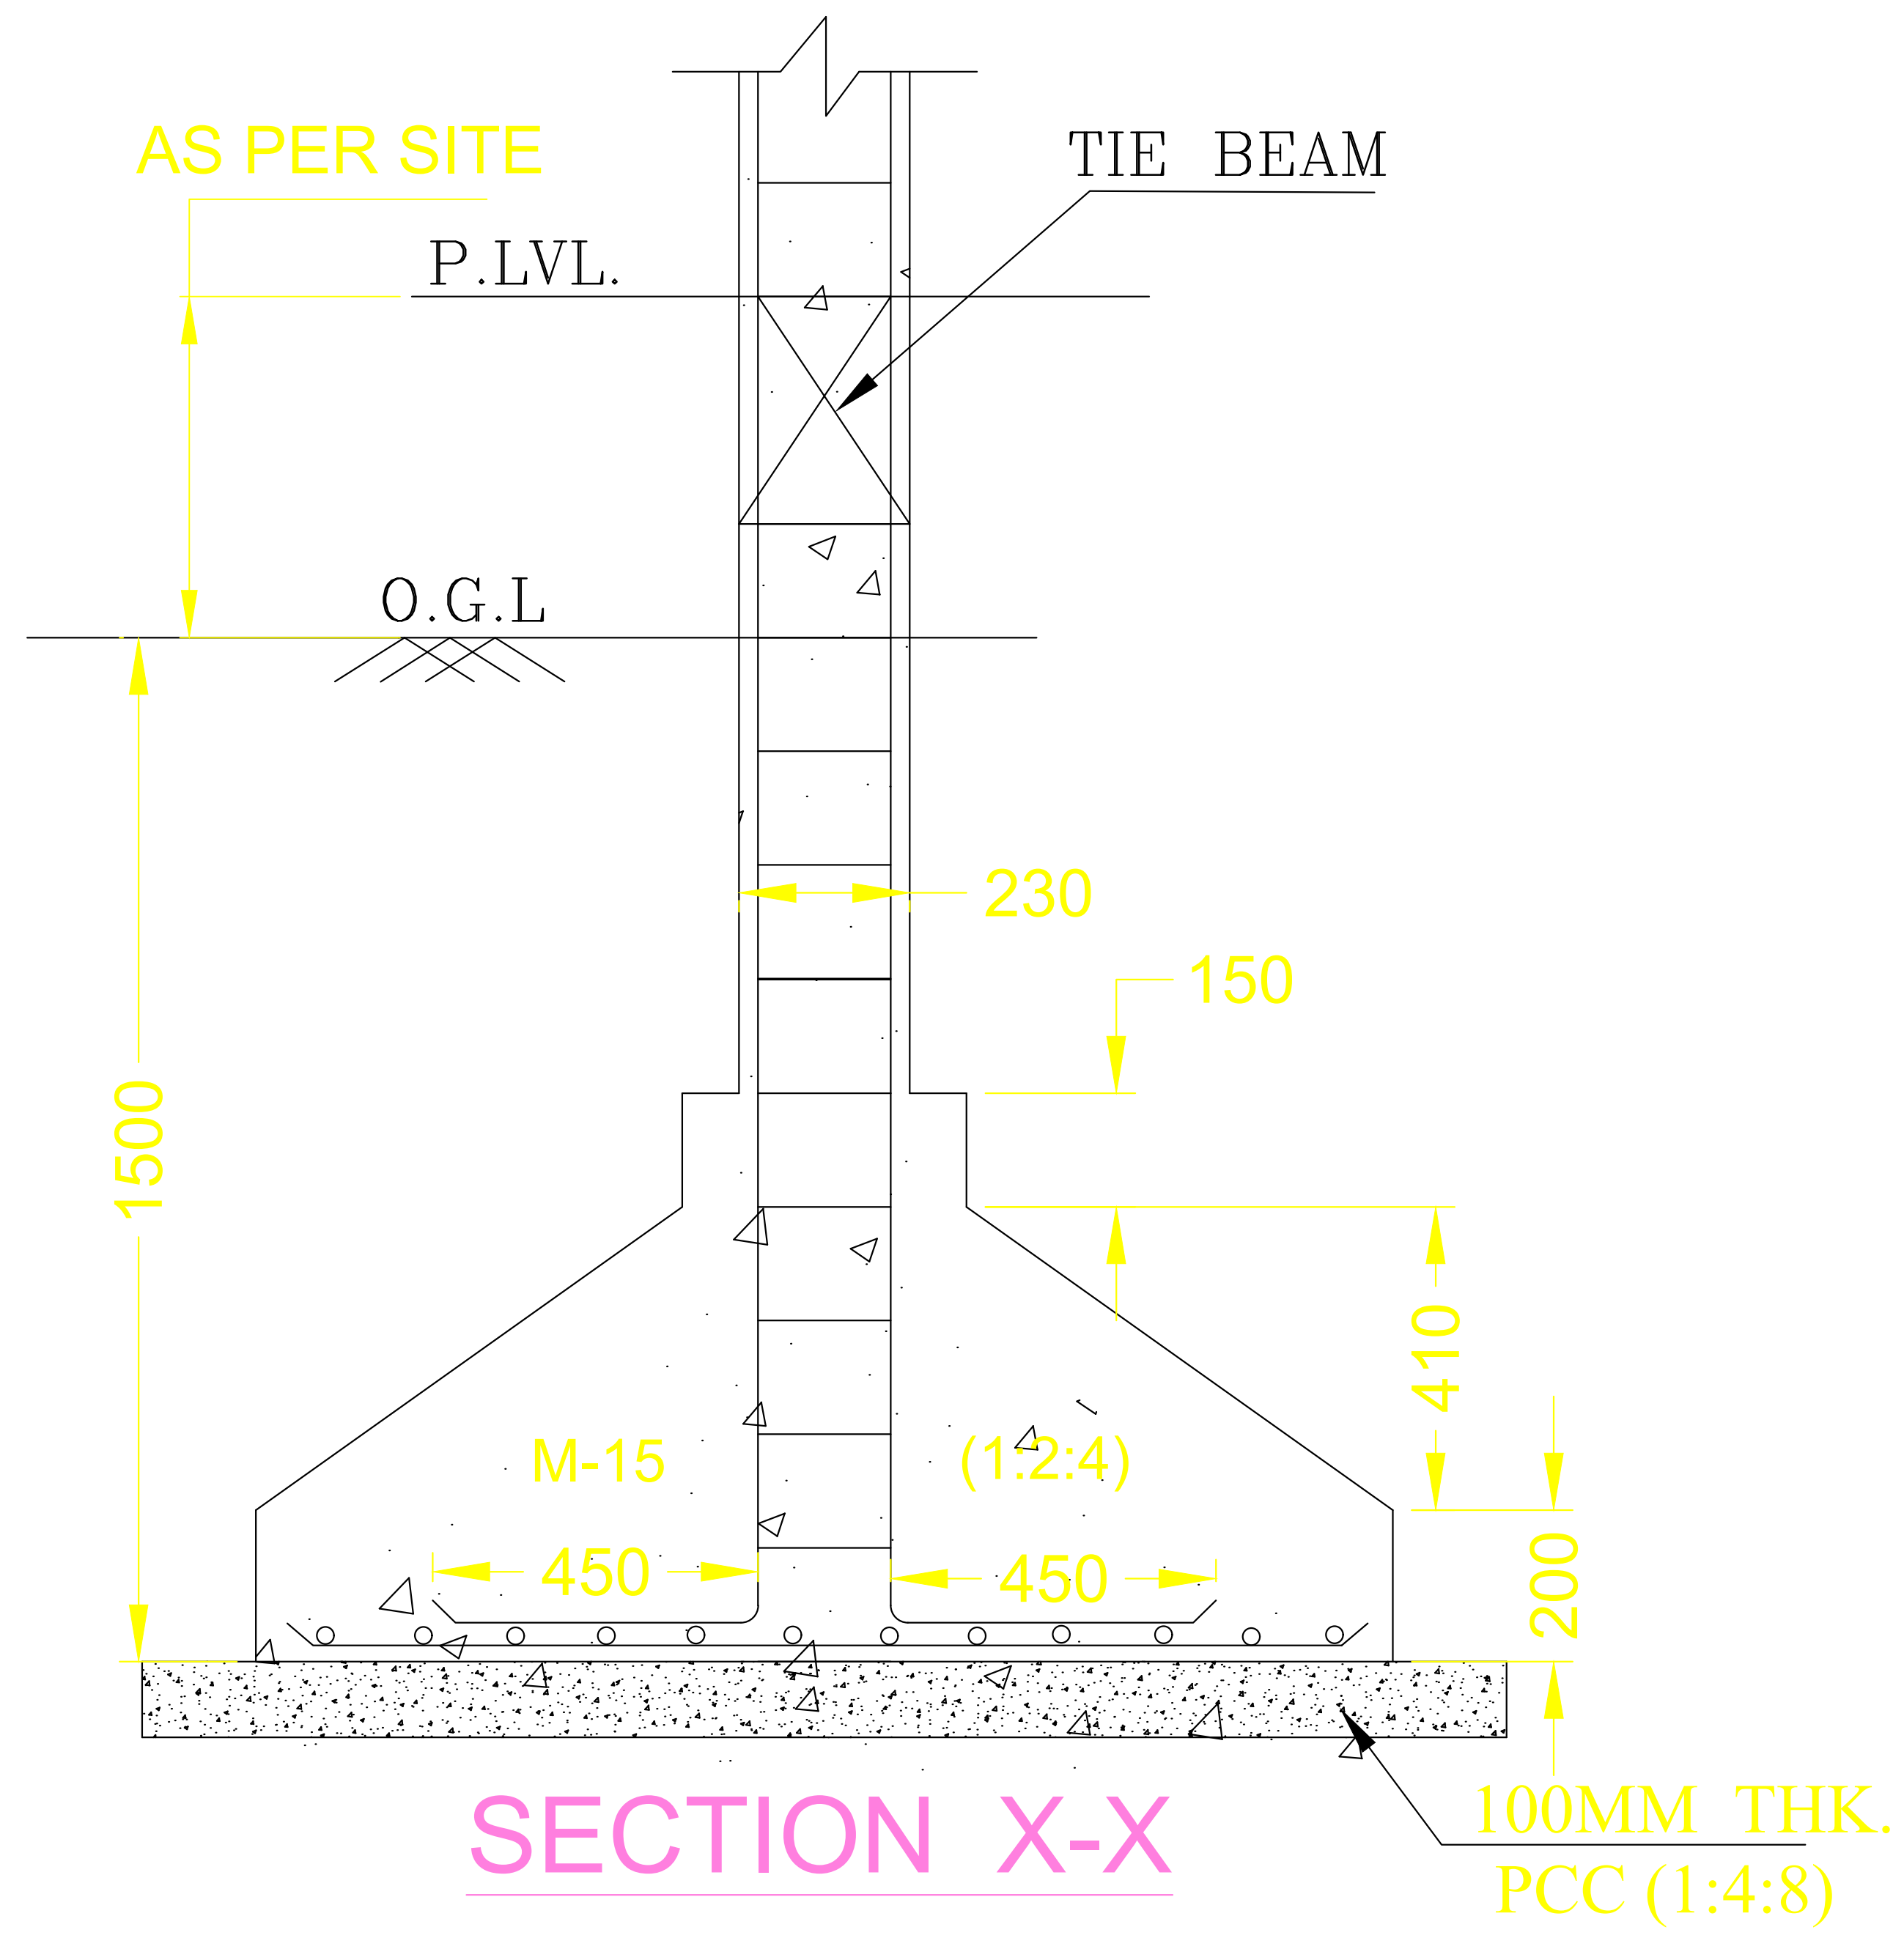 AS PER SITE
TIE BEAM
P.LVL.
O.G.L
230
150
1500
410
M-15
(1:2:4)
450
450
200
SECTION X-X
100MM THK.
PCC (1:4:8)